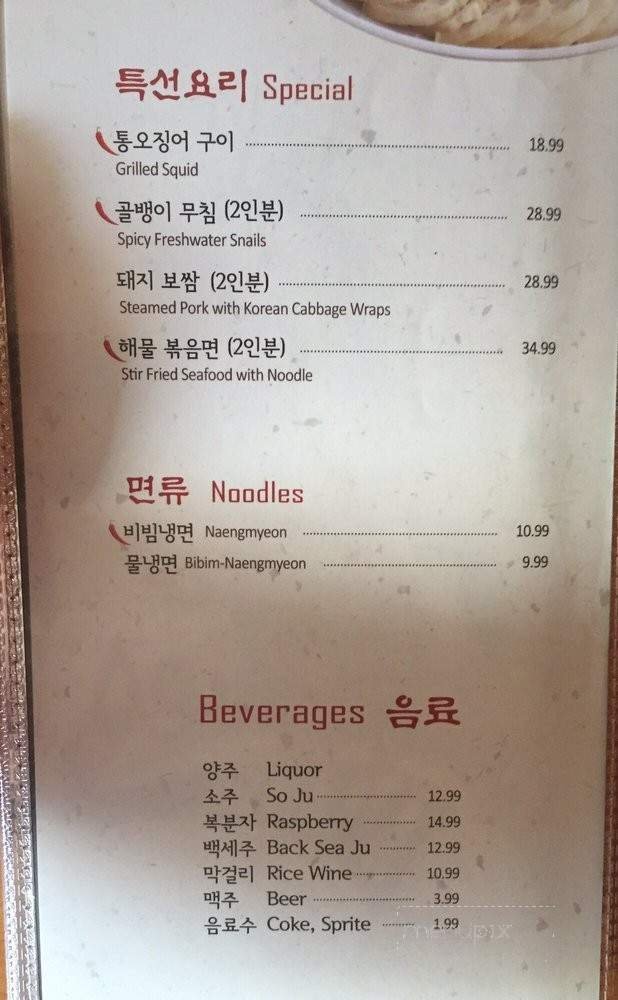 특선요리 Special
통오징어 구이 18.99
Grilled Squid
골뱅이 무침 (2인분) 28.99
Spicy Freshwater Snails
돼지 보쌈 (2인분) 28.99
Steamed Pork with Korean Cabbage Wraps
해물 볶음면 (2인분) 34.99
Stir Fried Seafood with Noodle
면류 Noodles
비빔냉면 Naengmyeon 10.99
물냉면 Bibim-Naengmyeon 9.99
Beverages 음료
양주 Liquor
소주 So Ju 12.99
복분자 Raspberry 14.99
백세주 Back Sea Ju 12.99
막걸리 Rice Wine 10.99
맥주 Beer 3.99
음료수 Coke, Sprite 1.99
menupix